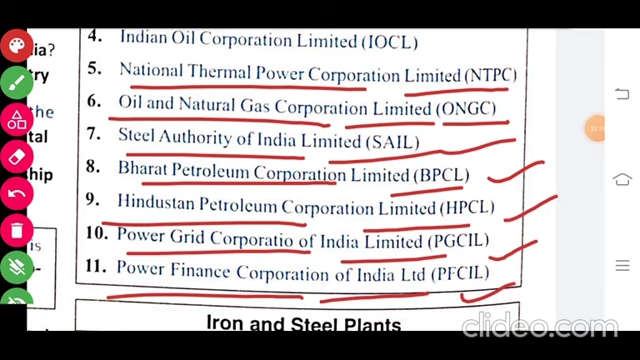 4. Indian Oil Corporation Limited (IOCL)
5. National Thermal Power Corporation Limited (NTPC)
6. Oil and Natural Gas Corporation Limited (ONGC)
7. Steel Authority of India Limited (SAIL)
8. Bharat Petroleum Corporation Limited (BPCL)
9. Hindustan Petroleum Corporation Limited (HPCL)
10. Power Grid Corporatio of India Limited (PGCIL)
11. Power Finance Corporation of India Ltd (PFCIL)
Iron and Steel Plants
dia?
try
the
tal
ship
is
clideo.com